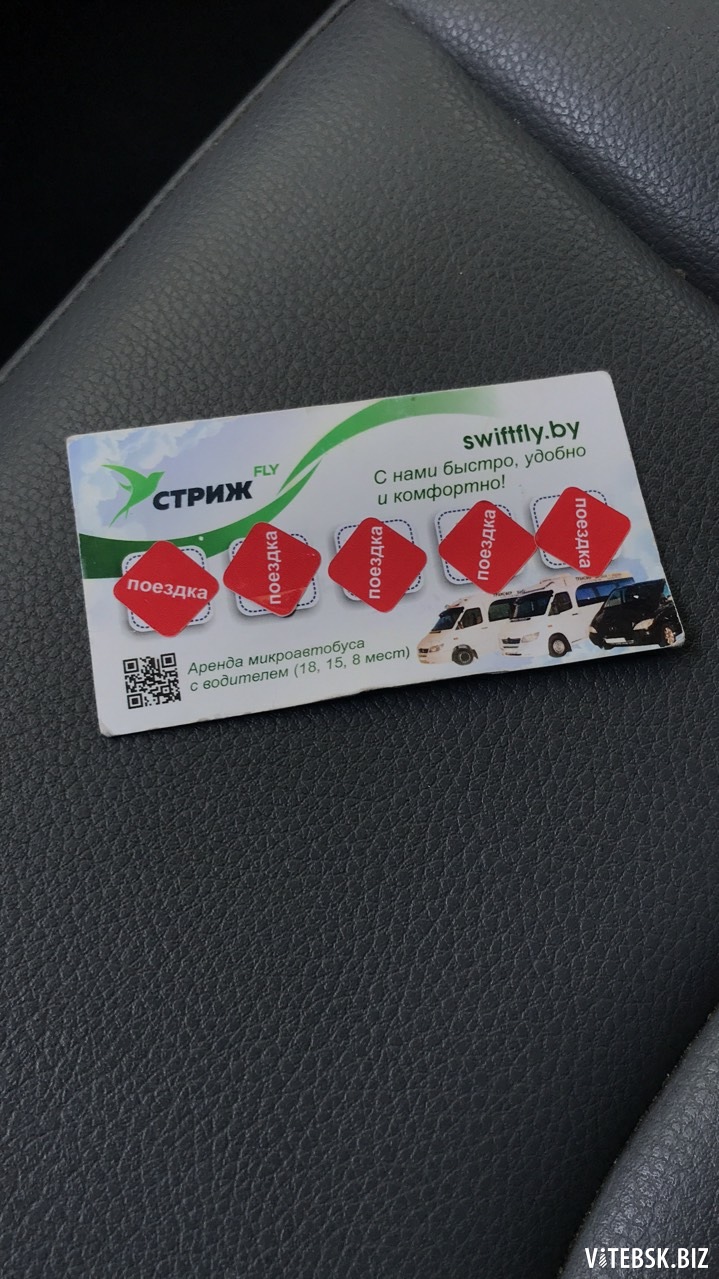 swiftfly.by
FLY
СТРИЖ
С нами быстро, удобно
и комфортно!
поездка
поездка
поездка
поездка
поездка
Аренда микроавтобуса
с водителем (18, 15, 8 мест)
VITEBSK.BIZ